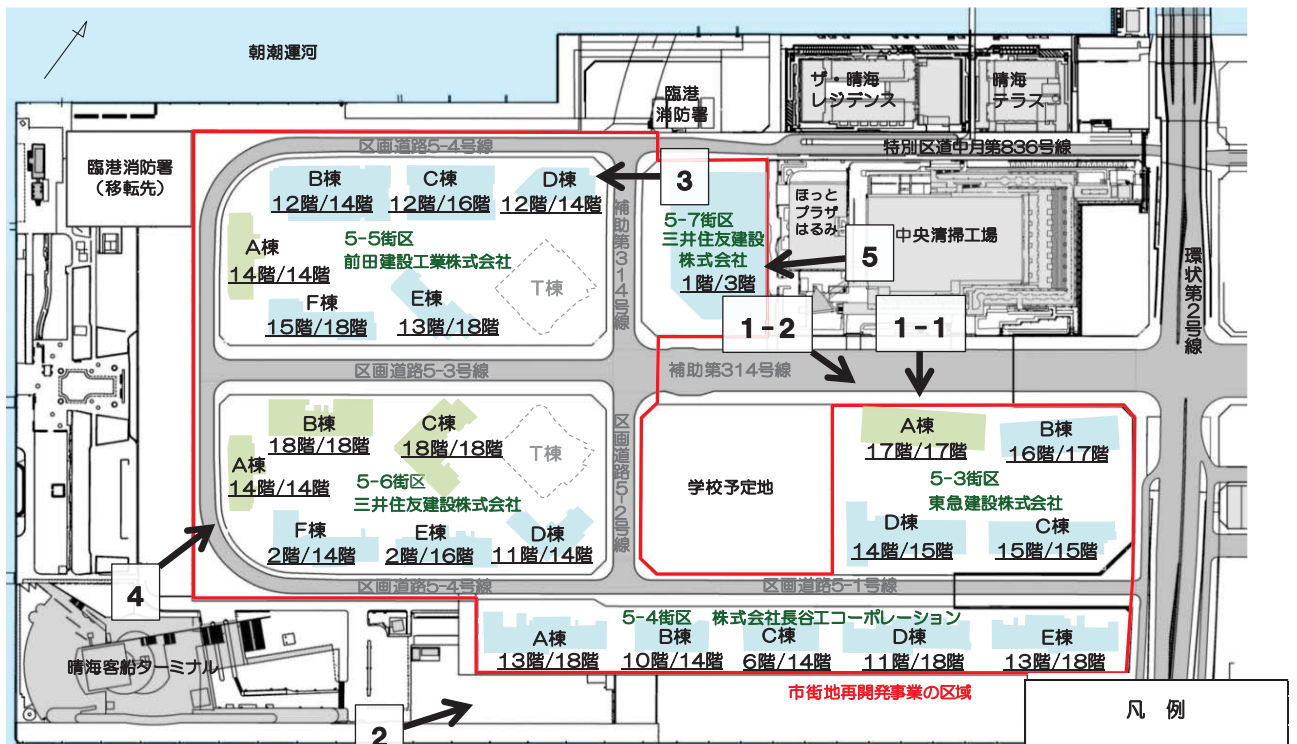 朝潮運河
臨港
消防署
ザ・晴海
レジデンス
晴海
テラス
臨港消防署
（移転先）
区画道路5-4号線
特別区道中月第836号線
B棟
12階/14階
C棟
12階/16階
D棟
12階/14階
3
A棟
14階/14階
5-5街区
前田建設工業株式会社
F棟
15階/18階
E棟
13階/18階
T棟
補助第314号線
5-7街区
三井住友建設
株式会社
1階/3階
ほっと
プラザ
はるみ
中央清掃工場
5
1-2
1-1
環状第2号線
区画道路5-3号線
補助第314号線
B棟
18階/18階
C棟
18階/18階
T棟
A棟
14階/14階
5-6街区
三井住友建設株式会社
F棟
2階/14階
E棟
2階/16階
D棟
11階/14階
区画道路5-2号線
学校予定地
A棟
17階/17階
B棟
16階/17階
5-3街区
東急建設株式会社
D棟
14階/15階
C棟
15階/15階
4
区画道路5-4号線
区画道路5-1号線
5-4街区 株式会社長谷工コーポレーション
A棟
13階/18階
B棟
10階/14階
C棟
6階/14階
D棟
11階/18階
E棟
13階/18階
晴海客船ターミナル
市街地再開発事業の区域
2
凡 例